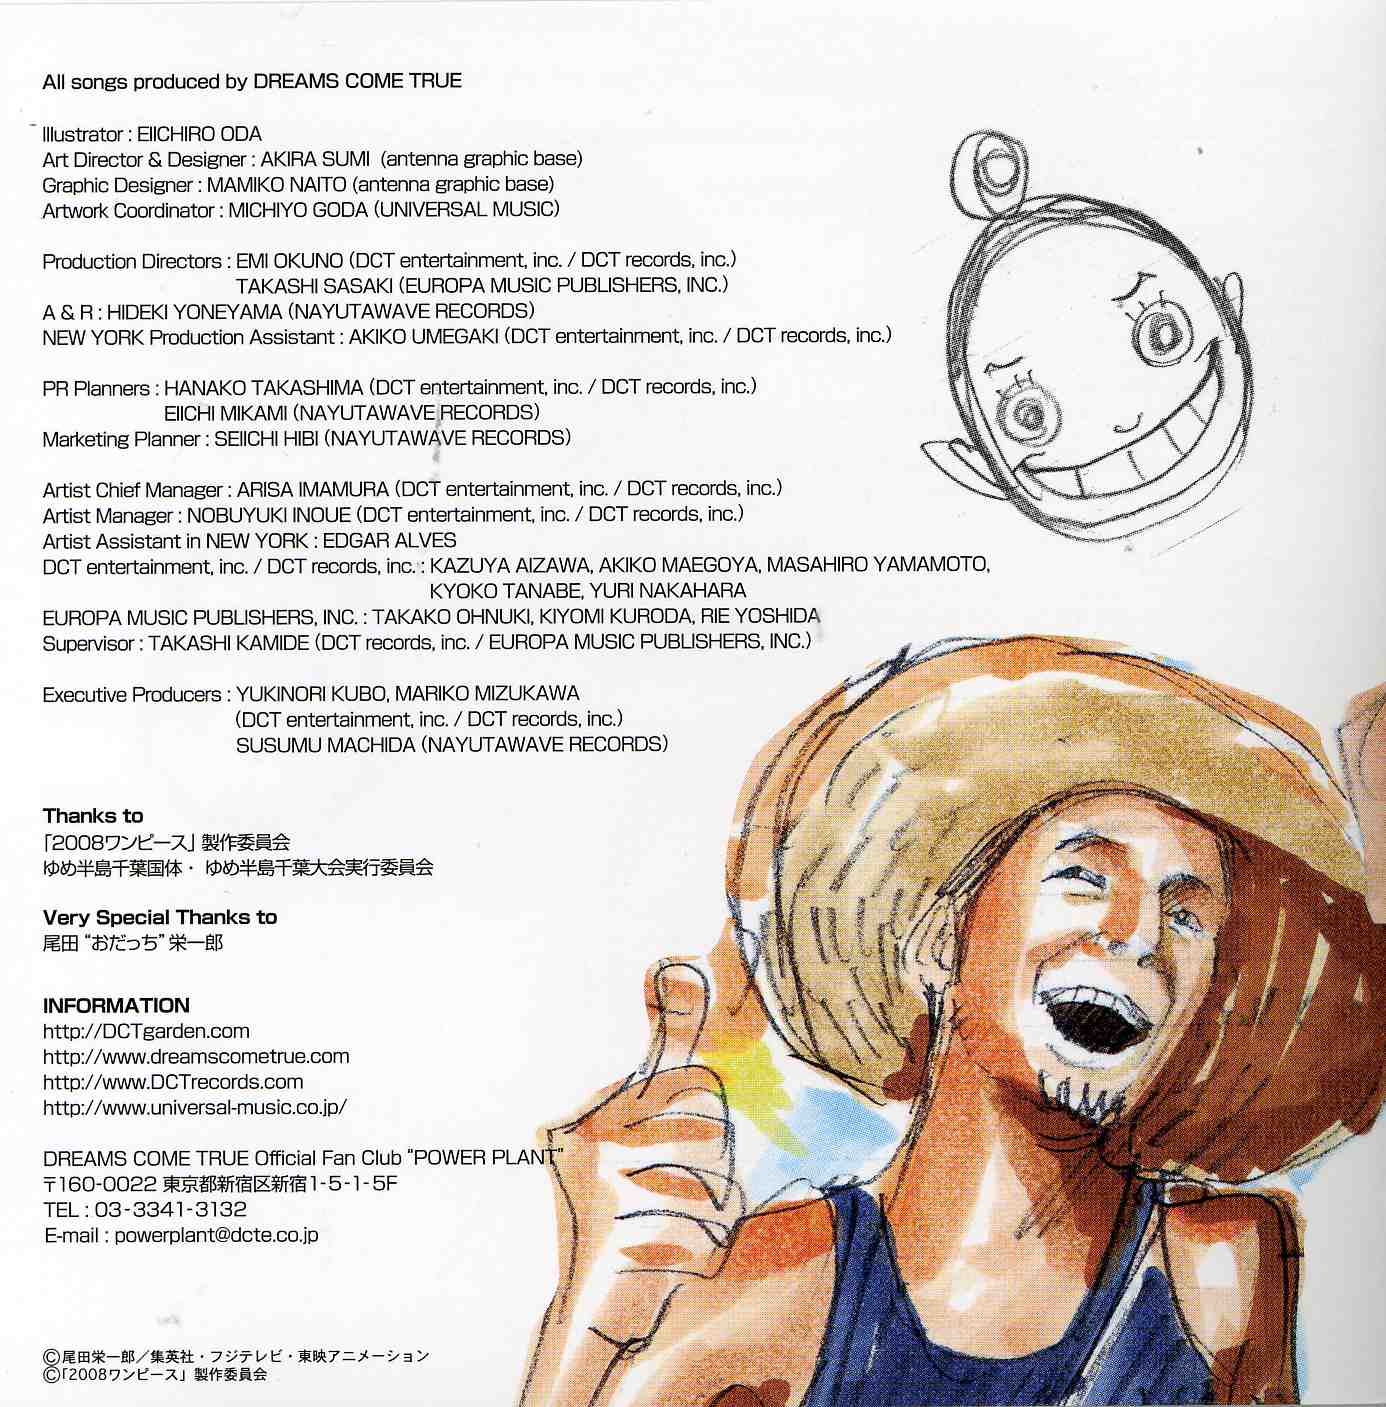 All songs produced by DREAMS COME TRUE
Illustrator : EIICHIRO ODA
Art Director & Designer : AKIRA SUMI (antenna graphic base)
Graphic Designer : MAMIKO NAITO (antenna graphic base)
Artwork Coordinator : MICHIYO GODA (UNIVERSAL MUSIC)
Production Directors : EMI OKUNO (DCT entertainment, inc. / DCT records, inc.)
TAKASHI SASAKI (EUROPA MUSIC PUBLISHERS, INC.)
A & R : HIDEKI YONEYAMA (NAYUTAWAVE RECORDS)
NEW YORK Production Assistant : AKIKO UMEGAKI (DCT entertainment, inc. / DCT records, inc.)
PR Planners : HANAKO TAKASHIMA (DCT entertainment, inc. / DCT records, inc.)
EIICHI MIKAMI (NAYUTAWAVE RECORDS)
Marketing Planner : SEIICHI HIBI (NAYUTAWAVE RECORDS)
Artist Chief Manager : ARISA IMAMURA (DCT entertainment, inc. / DCT records, inc.)
Artist Manager : NOBUYUKI INOUE (DCT entertainment, inc. / DCT records, inc.)
Artist Assistant in NEW YORK : EDGAR ALVES
DCT entertainment, inc. / DCT records, inc. : KAZUYA AIZAWA, AKIKO MAEGOYA, MASAHIRO YAMAMOTO,
KYOKO TANABE, YURI NAKAHARA
EUROPA MUSIC PUBLISHERS, INC. : TAKAKO OHNUKI, KIYOMI KURODA, RIE YOSHIDA
Supervisor : TAKASHI KAMIDE (DCT records, inc. / EUROPA MUSIC PUBLISHERS, INC.)
Executive Producers : YUKINORI KUBO, MARIKO MIZUKAWA
(DCT entertainment, inc. / DCT records, inc.)
SUSUMU MACHIDA (NAYUTAWAVE RECORDS)
Thanks to
「2008ワンピース」製作委員会
ゆめ半島千葉国体・ ゆめ半島千葉大会実行委員会
Very Special Thanks to
尾田 “おだっち” 栄一郎
INFORMATION
http://DCTgarden.com
http://www.dreamscometrue.com
http://www.DCTrecords.com
http://www.universal-music.co.jp/
DREAMS COME TRUE Official Fan Club “POWER PLANT”
〒160-0022 東京都新宿区新宿1-5-1-5F
TEL : 03-3341-3132
E-mail : powerplant@dcte.co.jp
©尾田栄一郎／集英社・フジテレビ・東映アニメーション
©「2008ワンピース」製作委員会